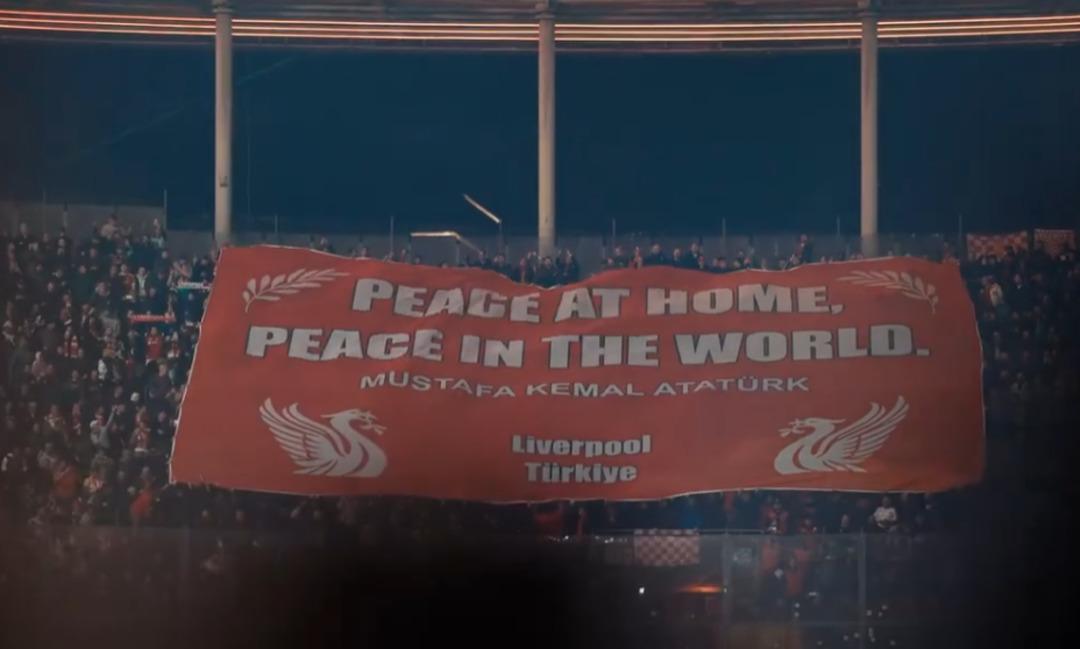 PEACE AT HOME,
PEACE IN THE WORLD.
MUSTAFA KEMAL ATATÜRK
Liverpool
Türkiye